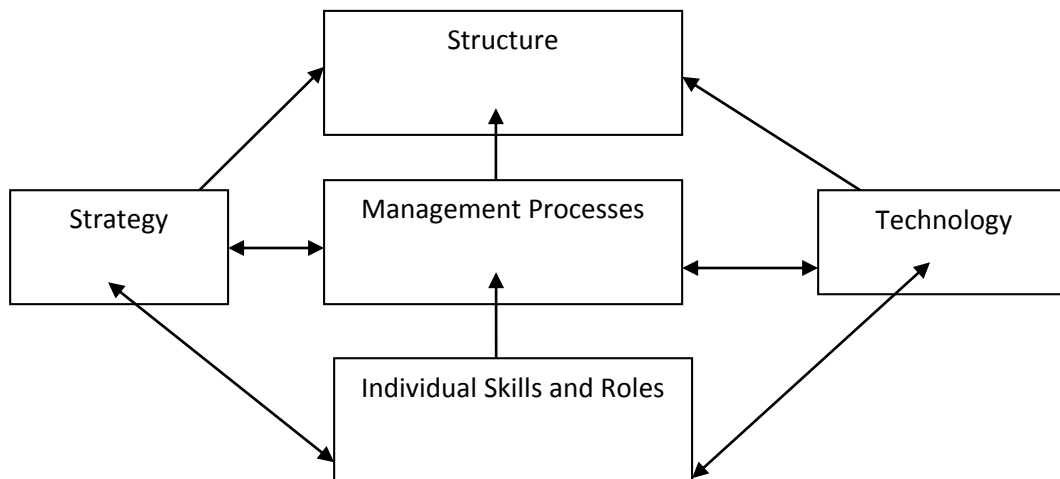 Structure
Management Processes
Strategy
Technology
Individual Skills and Roles